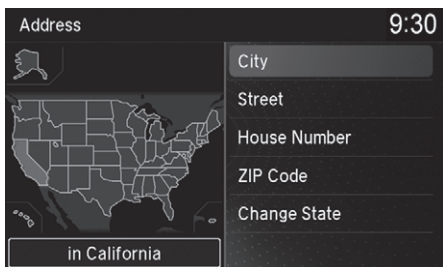 Address
9:30
City
Street
House Number
ZIP Code
Change State
in California